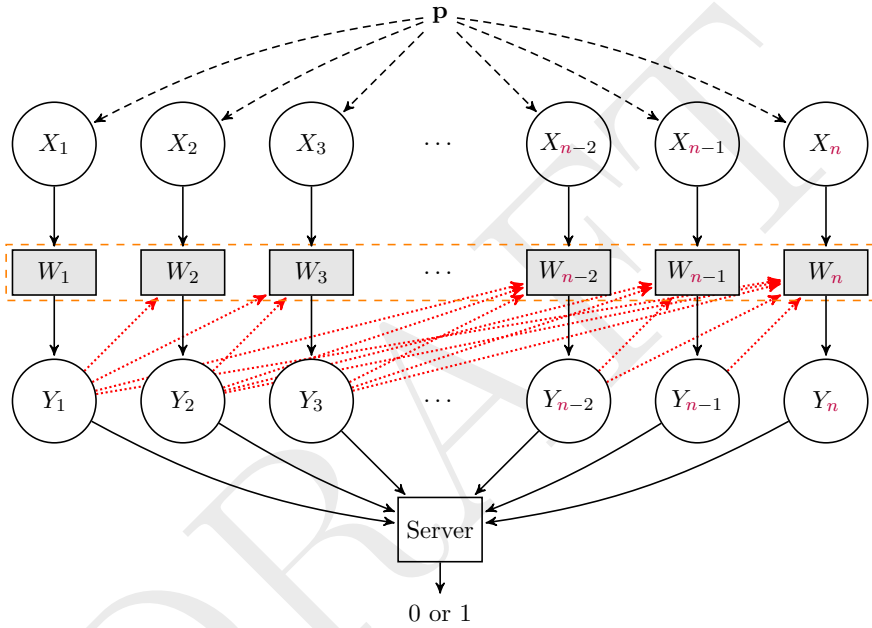 p
X₁ X₂ X₃ ⋯ Xₙ₋₂ Xₙ₋₁ Xₙ
W₁ W₂ W₃ ⋯ Wₙ₋₂ Wₙ₋₁ Wₙ
Y₁ Y₂ Y₃ ⋯ Yₙ₋₂ Yₙ₋₁ Yₙ
Server
0 or 1
DRAFT